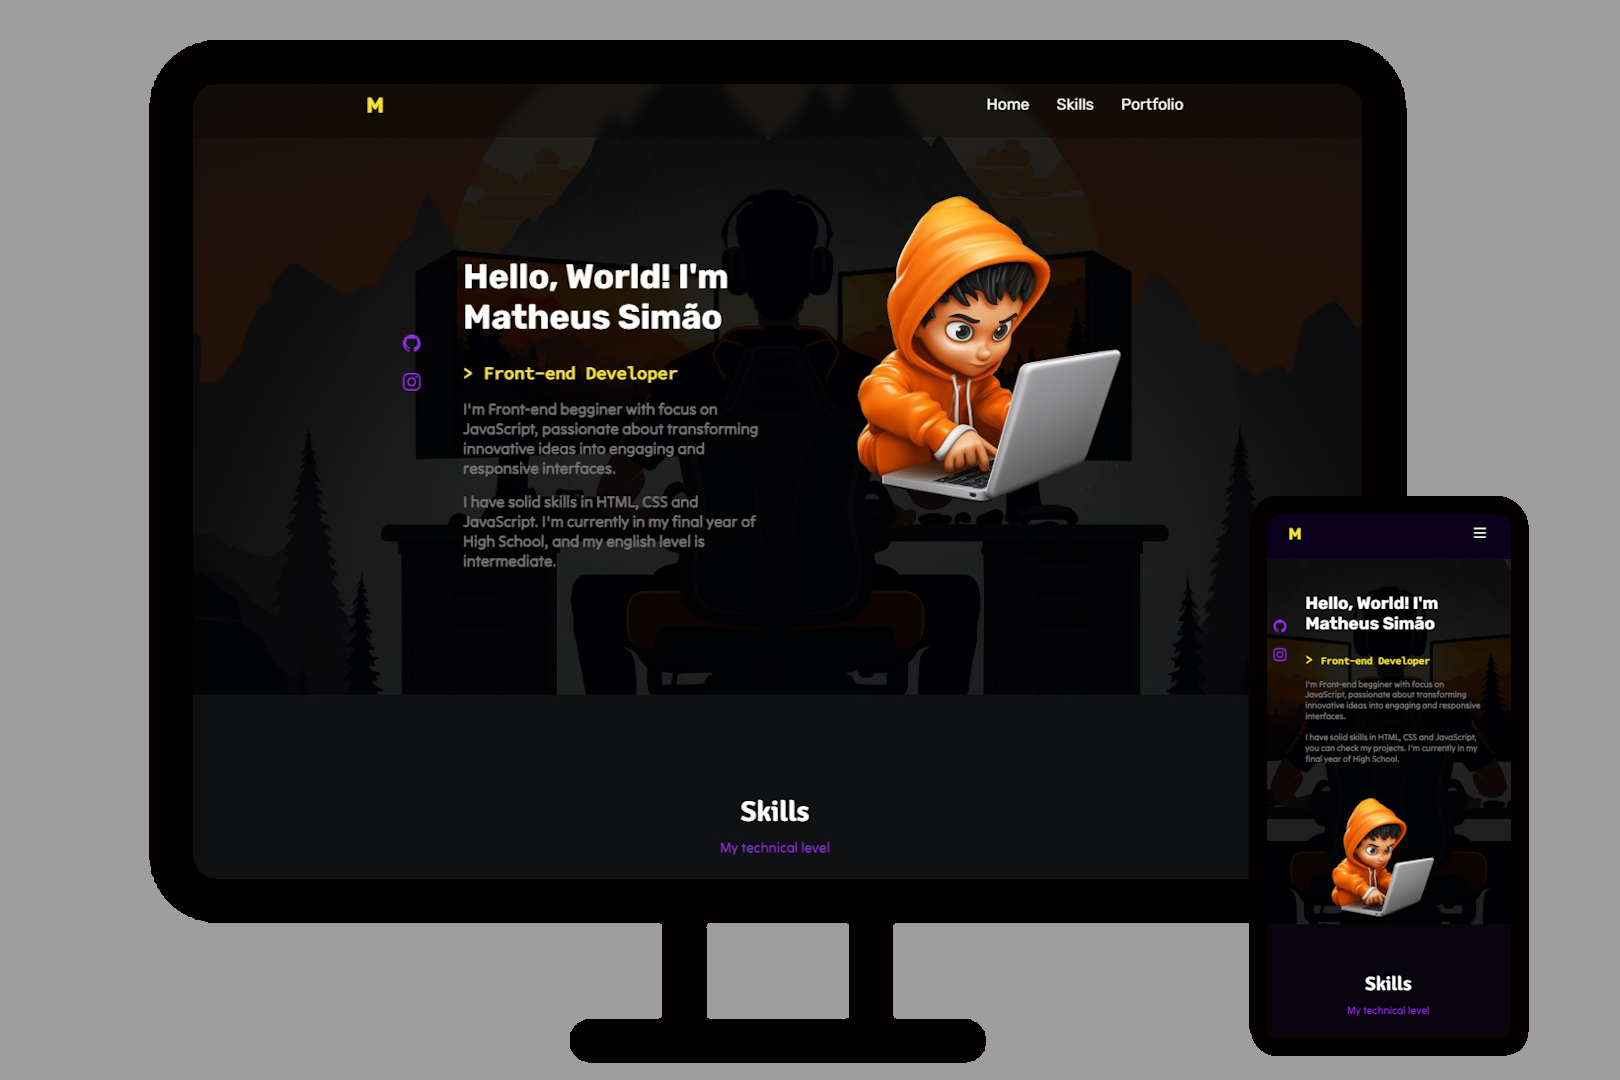 M
Home Skills Portfolio
Hello, World! I'm
Matheus Simão
> Front-end Developer
I'm Front-end begginer with focus on
JavaScript, passionate about transforming
innovative ideas into engaging and
responsive interfaces.
I have solid skills in HTML, CSS and
JavaScript. I'm currently in my final year of
High School, and my english level is
intermediate.
Skills
My technical level
M
Hello, World! I'm
Matheus Simão
> Front-end Developer
I'm Front-end begginer with focus on
JavaScript, passionate about transforming
innovative ideas into engaging and responsive
interfaces.
I have solid skills in HTML, CSS and JavaScript,
you can check my projects. I'm currently in my
final year of High School.
Skills
My technical level